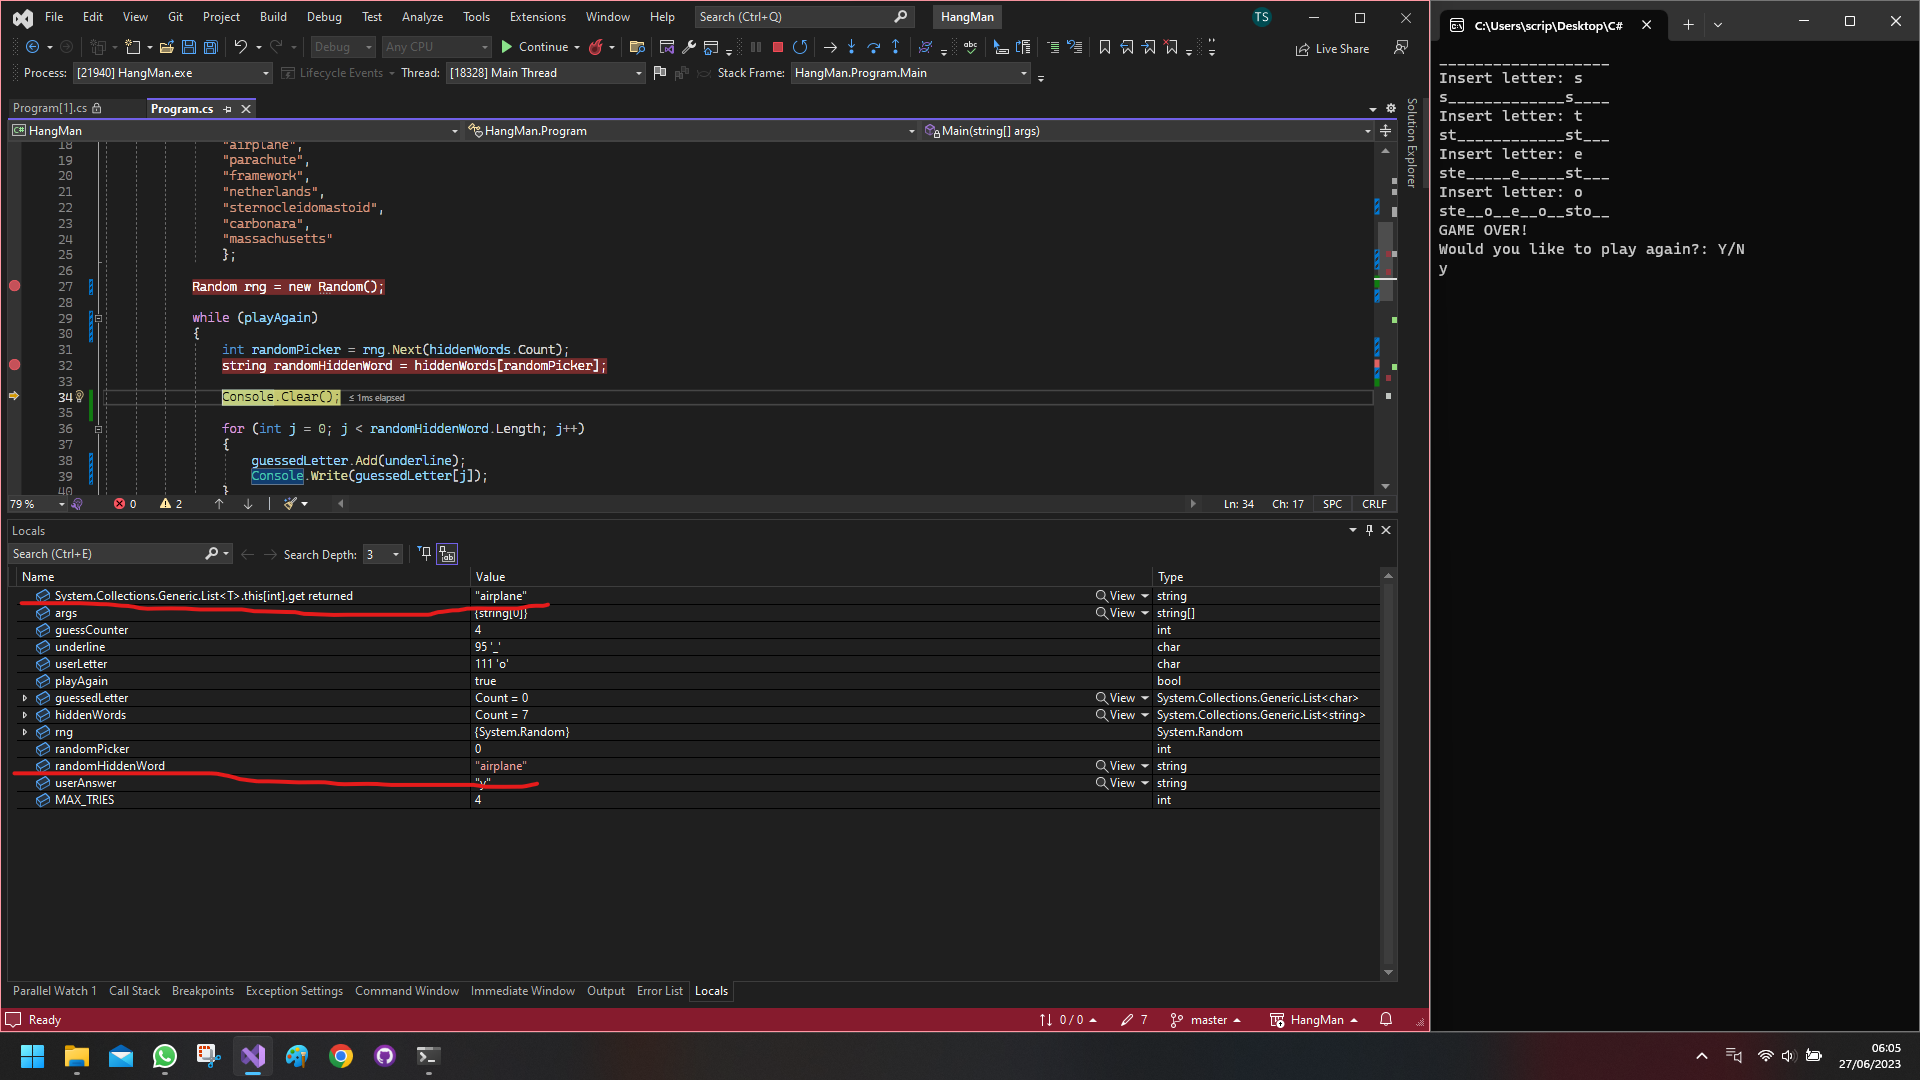 File Edit View Git Project Build Debug Test Analyze Tools Extensions Window Help Search (Ctrl+Q) HangMan TS
Debug Any CPU Continue Live Share
Process: [21940] HangMan.exe Lifecycle Events Thread: [18328] Main Thread Stack Frame: HangMan.Program.Main
Program[1].cs Program.cs
HangMan HangMan.Program Main(string[] args)
18 "airplane",
19 "parachute",
20 "framework",
21 "netherlands",
22 "sternocleidomastoid",
23 "carbonara",
24 "massachusetts"
25 };
26
27 Random rng = new Random();
28
29 while (playAgain)
30 {
31 int randomPicker = rng.Next(hiddenWords.Count);
32 string randomHiddenWord = hiddenWords[randomPicker];
33
34 Console.Clear(); ≤ 1ms elapsed
35
36 for (int j = 0; j < randomHiddenWord.Length; j++)
37 {
38 guessedLetter.Add(underline);
39 Console.Write(guessedLetter[j]);
40 }
79 % 0 2 Ln: 34 Ch: 17 SPC CRLF
Solution Explorer
Locals
Search (Ctrl+E) Search Depth: 3
Name Value Type
System.Collections.Generic.List<T>.this[int].get returned "airplane" View string
args {string[0]} View string[]
guessCounter 4 int
underline 95 '_' char
userLetter 111 'o' char
playAgain true bool
guessedLetter Count = 0 View System.Collections.Generic.List<char>
hiddenWords Count = 7 View System.Collections.Generic.List<string>
rng {System.Random} System.Random
randomPicker 0 int
randomHiddenWord "airplane" View string
userAnswer "y" View string
MAX_TRIES 4 int
Parallel Watch 1 Call Stack Breakpoints Exception Settings Command Window Immediate Window Output Error List Locals
Ready 0 / 0 7 master HangMan
C:\Users\scrip\Desktop\C#
___________________
Insert letter: s
s_____________s____
Insert letter: t
st____________st___
Insert letter: e
ste_____e_____st___
Insert letter: o
ste__o__e__o__sto__
GAME OVER!
Would you like to play again?: Y/N
y
06:05
27/06/2023